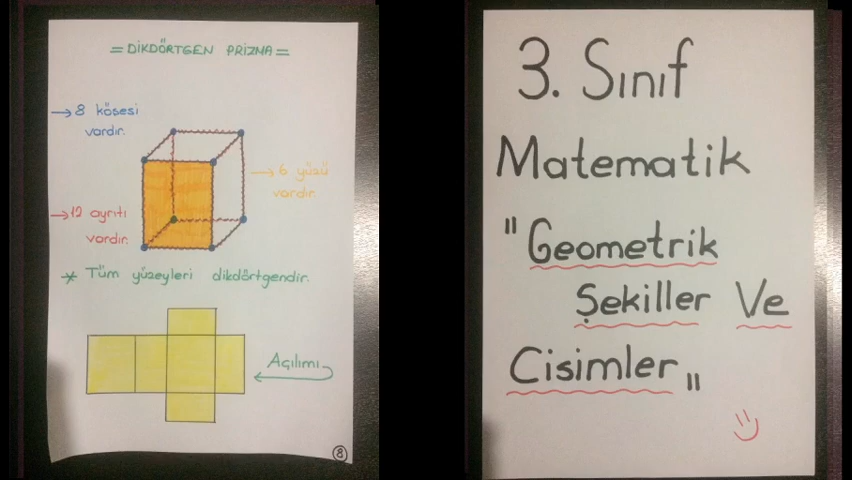 = DİKDÖRTGEN PRİZMA =
→ 8 köşesi
vardır.
→ 6 yüzü
vardır.
→ 12 ayrıtı
vardır.
* Tüm yüzeyleri dikdörtgendir.
Açılımı
8
3. Sınıf
Matematik
"Geometrik
Şekiller Ve
Cisimler"